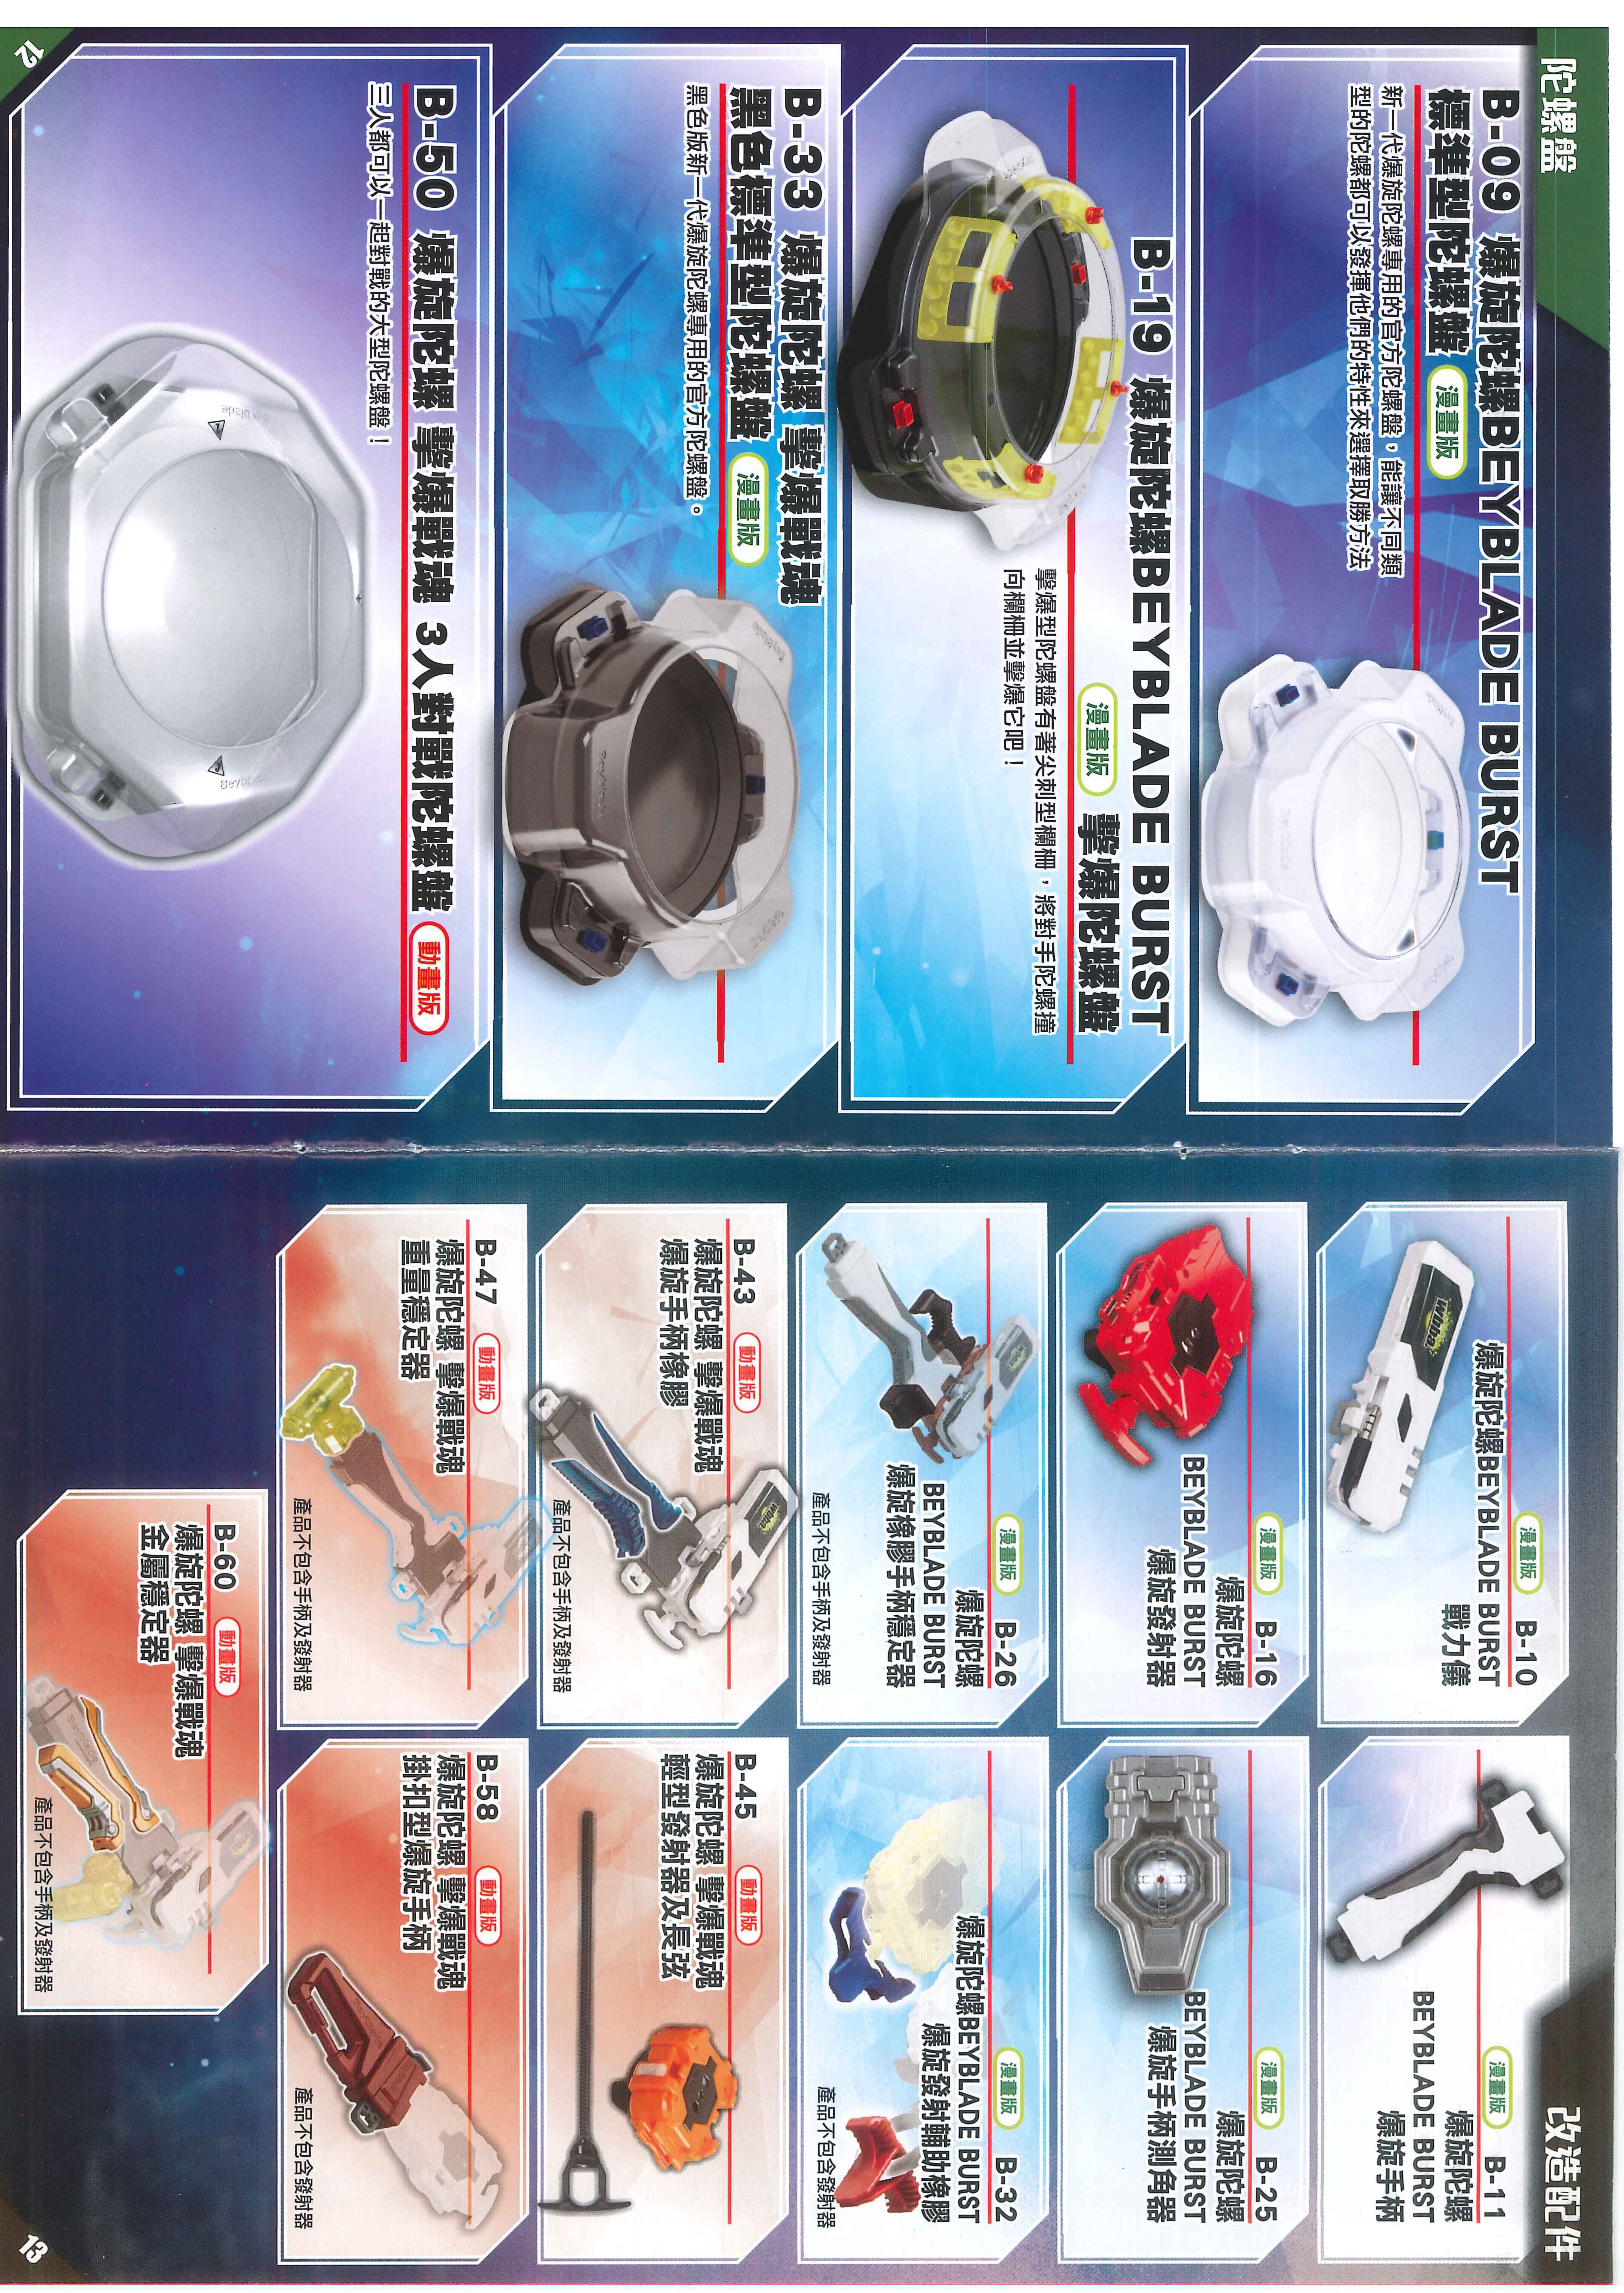 陀螺盤
B-09 爆旋陀螺BEYBLADE BURST
標準型陀螺盤 漫畫版
新一代爆旋陀螺專用的官方陀螺盤，能讓不同類
型的陀螺都可以發揮他們的特性來選擇取勝方法
B-19 爆旋陀螺BEYBLADE BURST
漫畫版 擊爆陀螺盤
擊爆型陀螺盤有著尖刺型欄柵，將對手陀螺撞
向欄柵並擊爆它吧！
B-33 爆旋陀螺 擊爆戰魂
黑色標準型陀螺盤 漫畫版
黑色版新一代爆旋陀螺專用的官方陀螺盤。
B-50 爆旋陀螺 擊爆戰魂 3人對戰陀螺盤 動畫版
三人都可以一起對戰的大型陀螺盤！
12
改造配件
漫畫版 B-10
爆旋陀螺BEYBLADE BURST
戰力儀
wbba.
漫畫版 B-11
爆旋陀螺
BEYBLADE BURST
爆旋手柄
漫畫版 B-16
爆旋陀螺
BEYBLADE BURST
爆旋發射器
漫畫版 B-25
爆旋陀螺
BEYBLADE BURST
爆旋手柄測角器
漫畫版 B-26
爆旋陀螺
BEYBLADE BURST
爆旋橡膠手柄穩定器
產品不包含手柄及發射器
漫畫版 B-32
爆旋陀螺BEYBLADE BURST
爆旋發射輔助橡膠
產品不包含發射器
B-43 動畫版
爆旋陀螺 擊爆戰魂
爆旋手柄橡膠
wbba.
產品不包含手柄及發射器
B-45 動畫版
爆旋陀螺 擊爆戰魂
輕型發射器及長弦
B-47 動畫版
爆旋陀螺 擊爆戰魂
重量穩定器
產品不包含手柄及發射器
B-58 動畫版
爆旋陀螺 擊爆戰魂
掛扣型爆旋手柄
產品不包含發射器
B-60 動畫版
爆旋陀螺 擊爆戰魂
金屬穩定器
產品不包含手柄及發射器
13